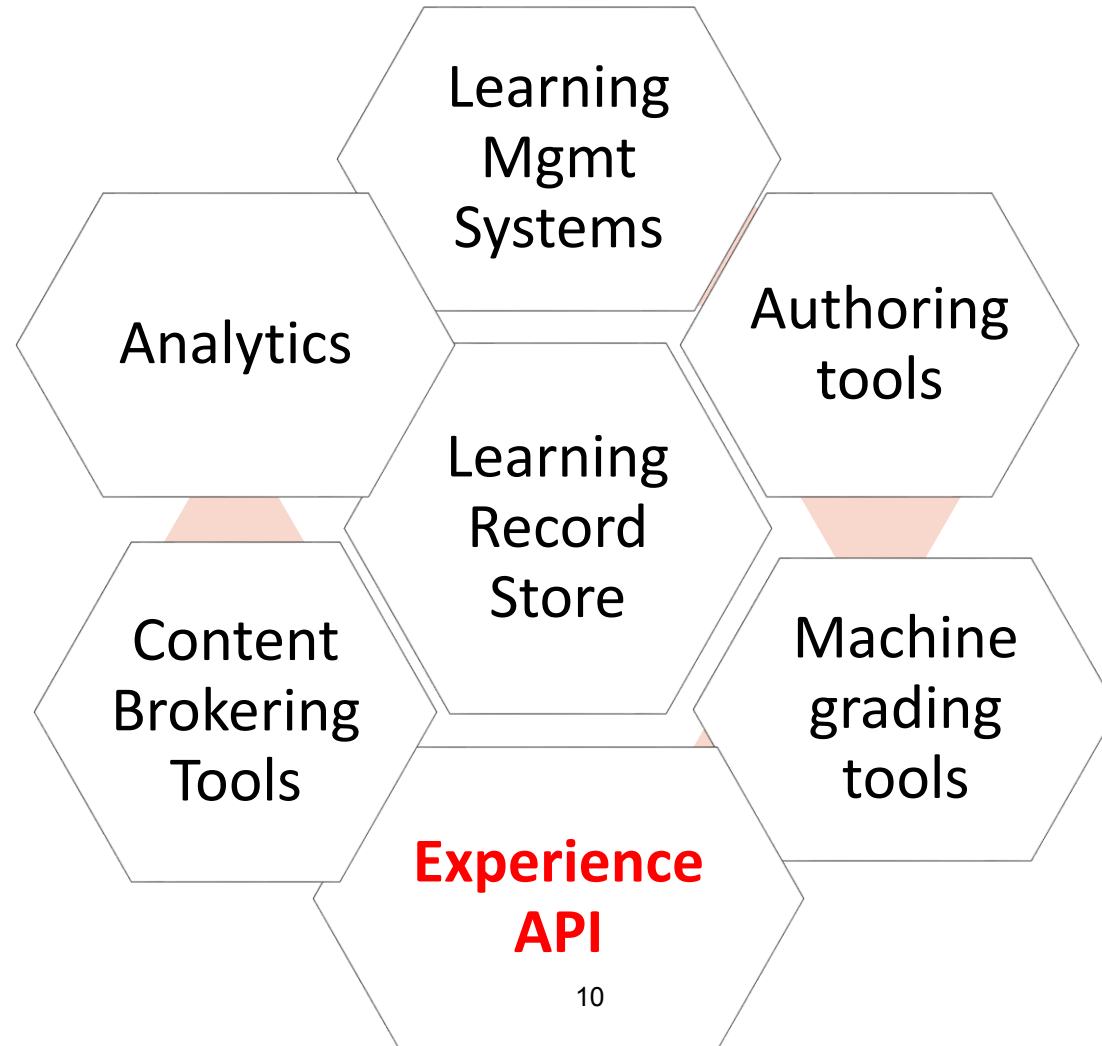 Learning
Mgmt
Systems
Analytics
Authoring
tools
Learning
Record
Store
Content
Brokering
Tools
Machine
grading
tools
Experience
API
10